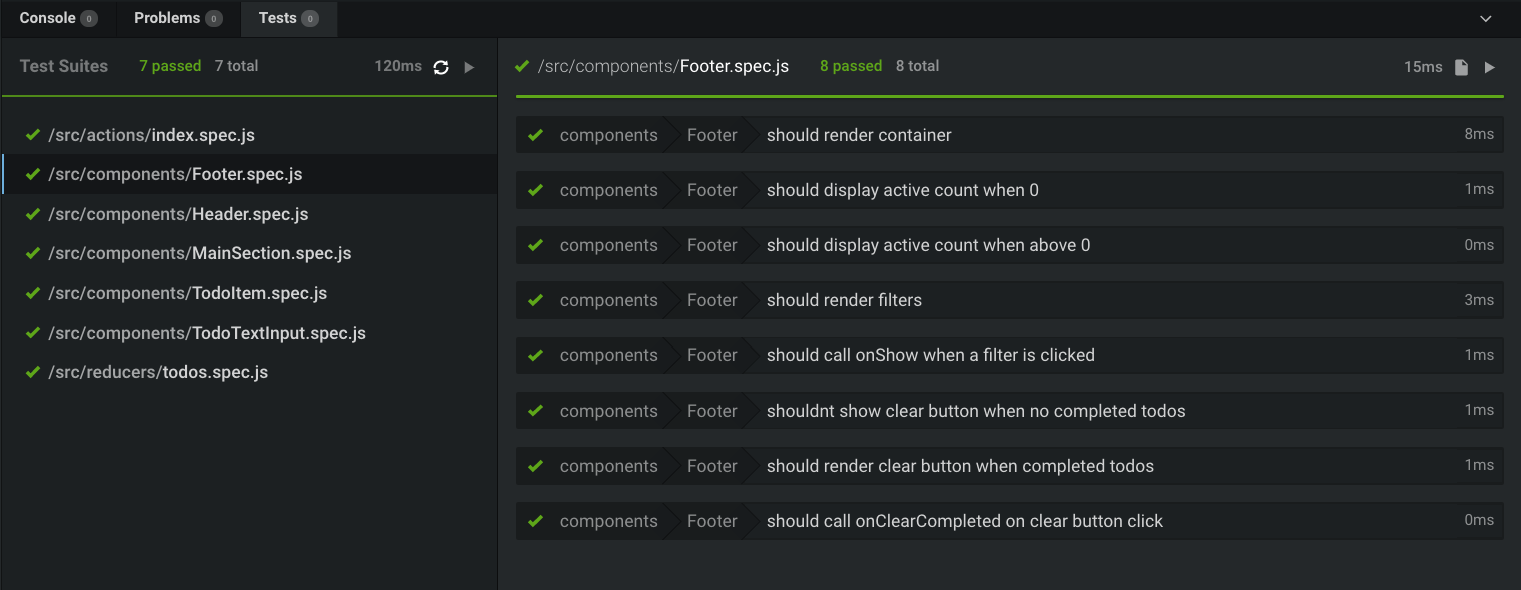 Console 0 Problems 0 Tests 0
Test Suites 7 passed 7 total 120ms
/src/actions/index.spec.js
/src/components/Footer.spec.js
/src/components/Header.spec.js
/src/components/MainSection.spec.js
/src/components/TodoItem.spec.js
/src/components/TodoTextInput.spec.js
/src/reducers/todos.spec.js
/src/components/Footer.spec.js 8 passed 8 total 15ms
components Footer should render container 8ms
components Footer should display active count when 0 1ms
components Footer should display active count when above 0 0ms
components Footer should render filters 3ms
components Footer should call onShow when a filter is clicked 1ms
components Footer shouldnt show clear button when no completed todos 1ms
components Footer should render clear button when completed todos 1ms
components Footer should call onClearCompleted on clear button click 0ms